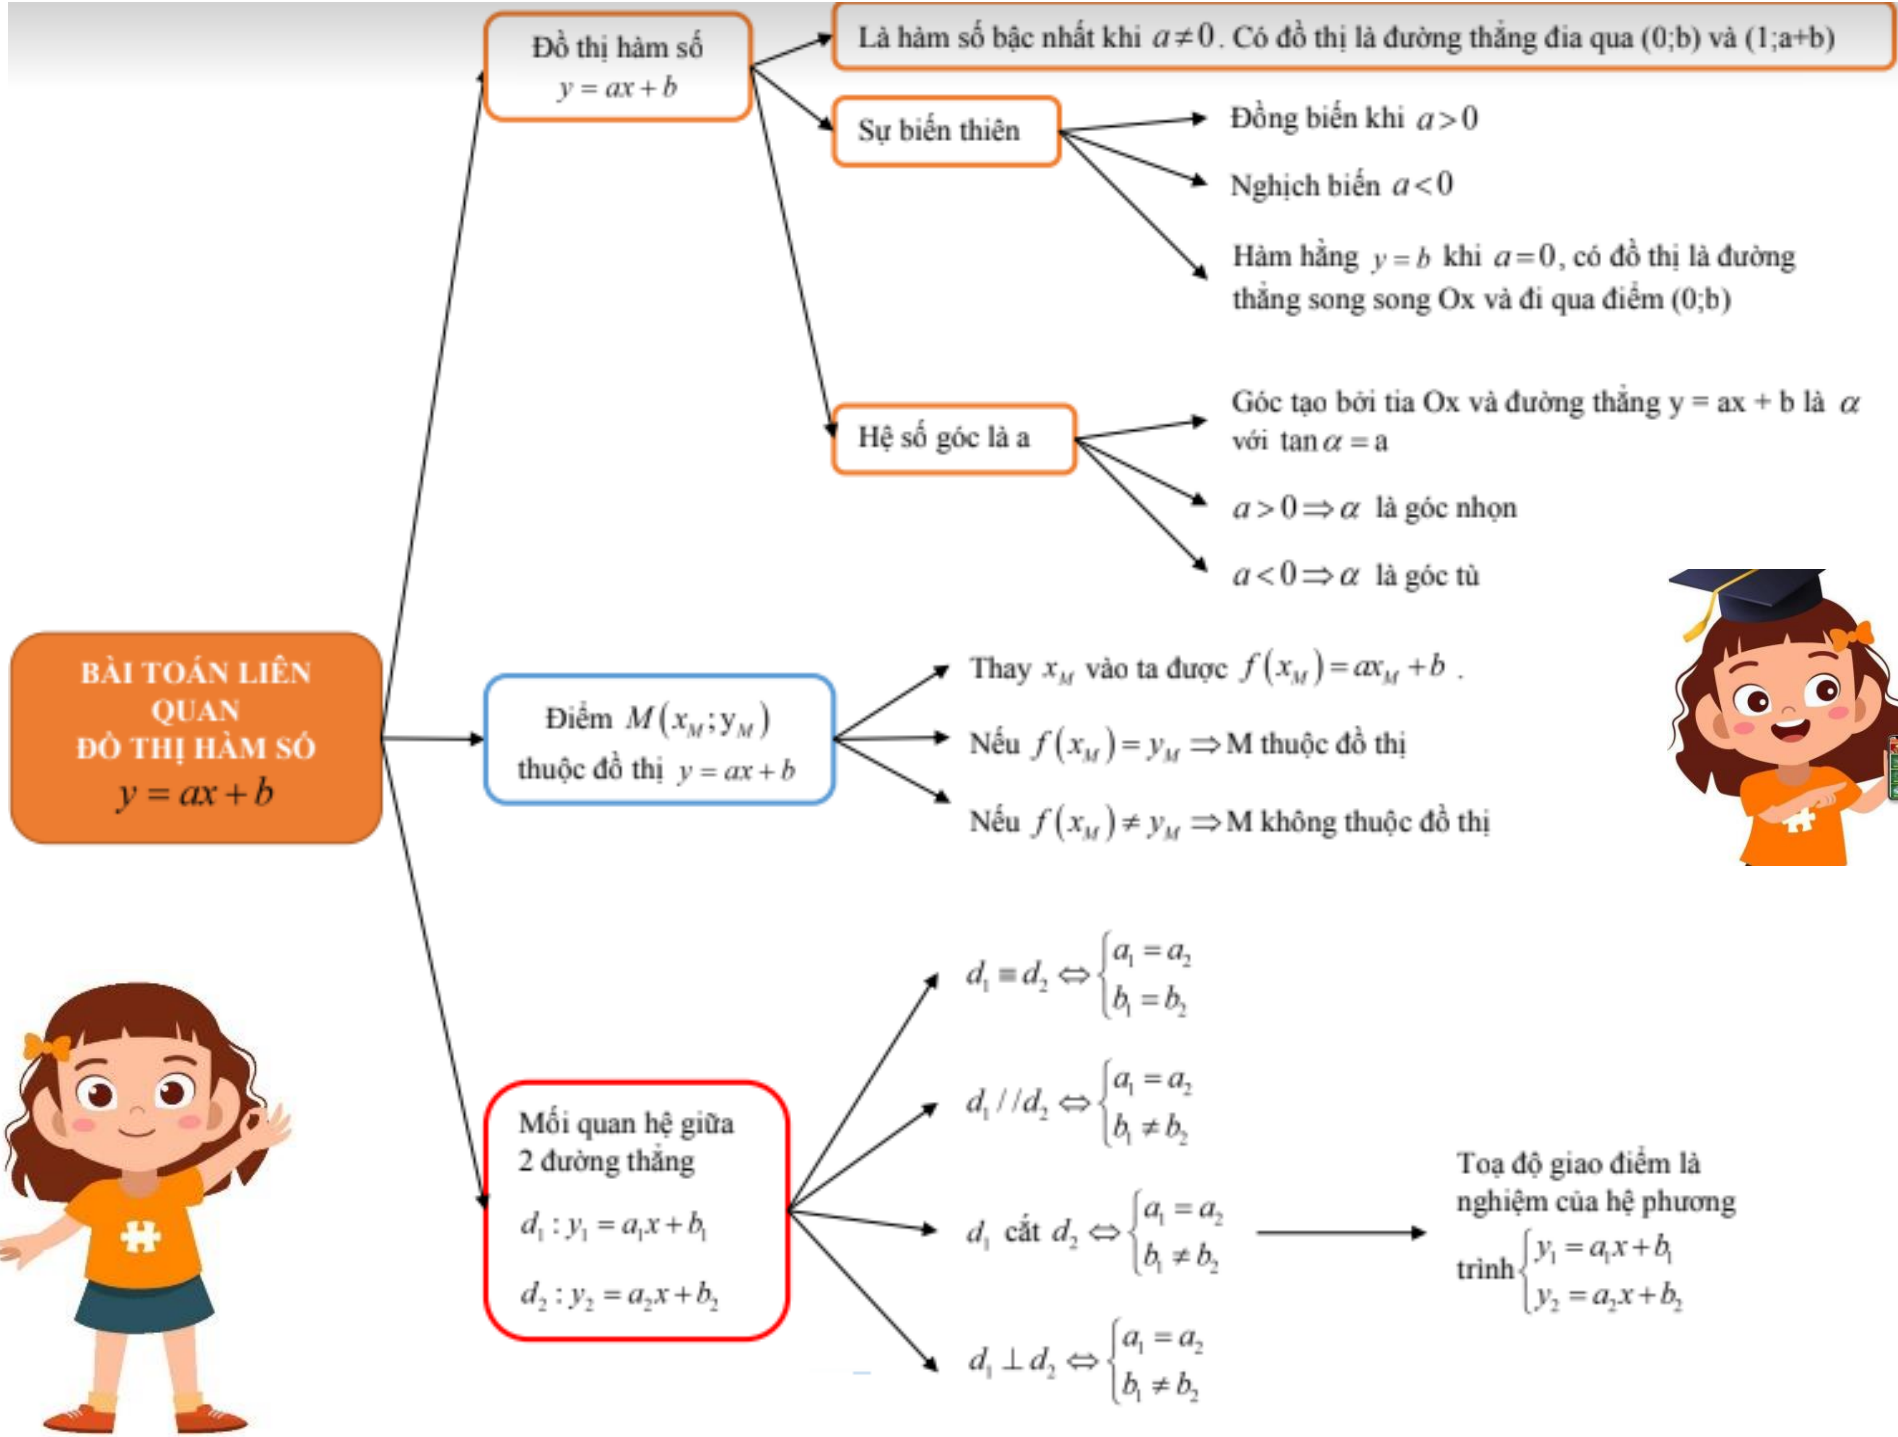 Đồ thị hàm số
y = ax + b
Là hàm số bậc nhất khi a≠0. Có đồ thị là đường thẳng đia qua (0;b) và (1;a+b)
Sự biến thiên
Đồng biến khi a>0
Nghịch biến a<0
Hàm hằng y = b khi a=0, có đồ thị là đường
thẳng song song Ox và đi qua điểm (0;b)
Hệ số góc là a
Góc tạo bởi tia Ox và đường thẳng y = ax + b là α
với tan α = a
a>0⇒α là góc nhọn
a<0⇒α là góc tù
BÀI TOÁN LIÊN
QUAN
ĐỒ THỊ HÀM SỐ
y = ax + b
Điểm M(x_M; y_M)
thuộc đồ thị y = ax + b
Thay x_M vào ta được f(x_M) = ax_M + b .
Nếu f(x_M) = y_M ⇒ M thuộc đồ thị
Nếu f(x_M) ≠ y_M ⇒ M không thuộc đồ thị
Mối quan hệ giữa
2 đường thẳng
d₁ : y₁ = a₁x + b₁
d₂ : y₂ = a₂x + b₂
d₁ ≡ d₂ ⇔ { a₁ = a₂
b₁ = b₂
d₁ // d₂ ⇔ { a₁ = a₂
b₁ ≠ b₂
d₁ cắt d₂ ⇔ { a₁ = a₂
b₁ ≠ b₂
Toạ độ giao điểm là
nghiệm của hệ phương
trình { y₁ = a₁x + b₁
y₂ = a₂x + b₂
d₁ ⊥ d₂ ⇔ { a₁ = a₂
b₁ ≠ b₂